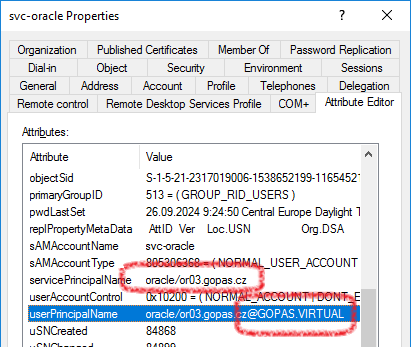 svc-oracle Properties
Organization Published Certificates Member Of Password Replication
Dial-in Object Security Environment Sessions
General Address Account Profile Telephones Delegation
Remote control Remote Desktop Services Profile COM+ Attribute Editor
Attributes:
Attribute Value
objectSid S-1-5-21-2317019006-1538652199-11654521
primaryGroupID 513 = ( GROUP_RID_USERS )
pwdLastSet 26.09.2024 9:24:50 Central Europe Daylight T
replPropertyMetaData AttID Ver Loc.USN Org.DSA
sAMAccountName svc-oracle
sAMAccountType 805306368 = ( NORMAL_USER_ACCOUNT
servicePrincipalName oracle/or03.gopas.cz
userAccountControl 0x10200 = ( NORMAL_ACCOUNT | DONT_E
userPrincipalName oracle/or03.gopas.cz@GOPAS.VIRTUAL
uSNCreated 84868
uSNChanged